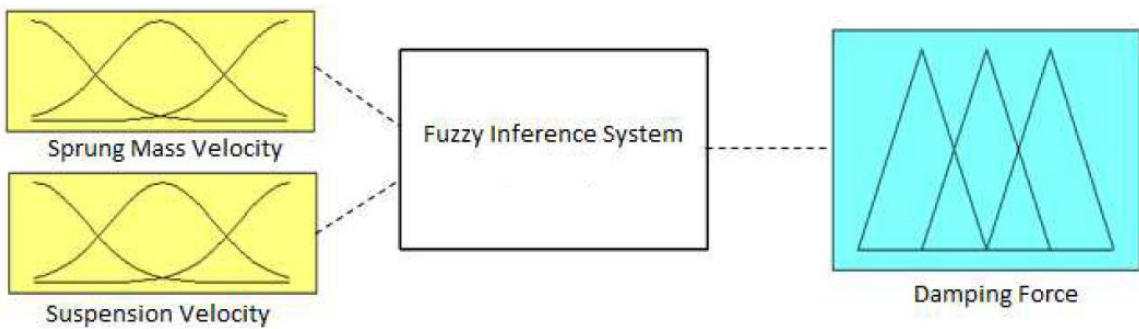 Sprung Mass Velocity
Fuzzy Inference System
Suspension Velocity
Damping Force